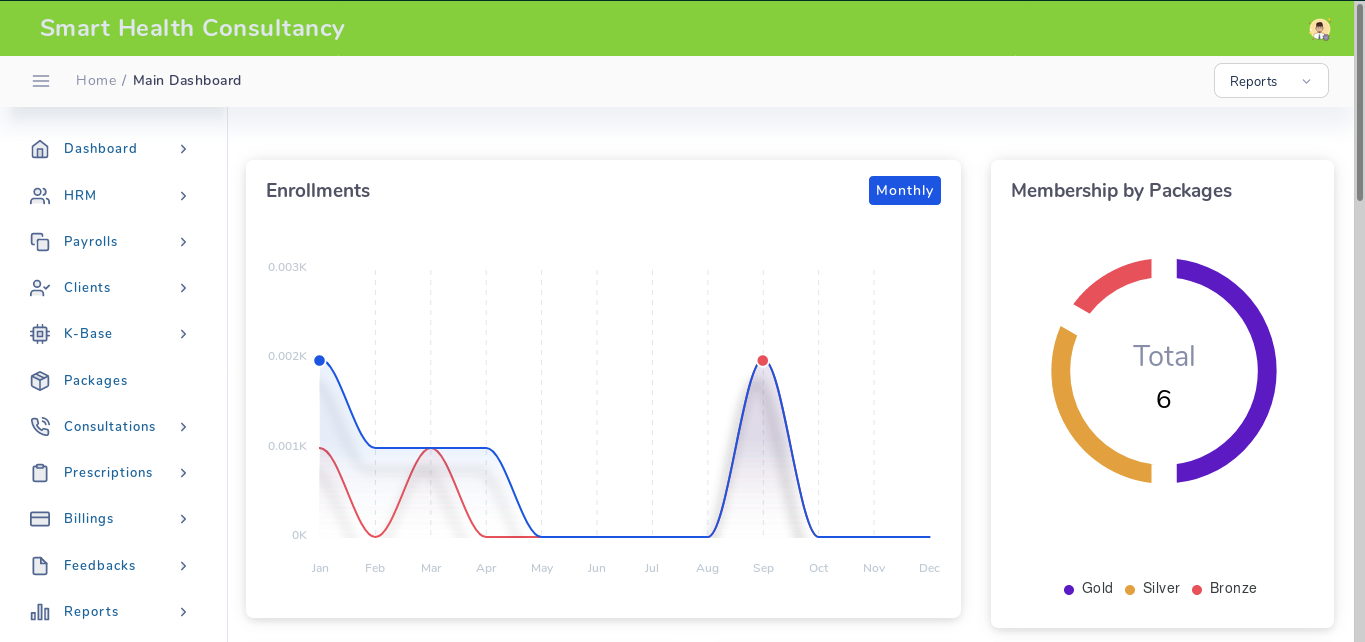 Smart Health Consultancy
Home / Main Dashboard
Reports
Dashboard
HRM
Payrolls
Clients
K-Base
Packages
Consultations
Prescriptions
Billings
Feedbacks
Reports
Enrollments
Monthly
0.003K
0.002K
0.001K
0K
Jan Feb Mar Apr May Jun Jul Aug Sep Oct Nov Dec
Membership by Packages
Total
6
Gold Silver Bronze